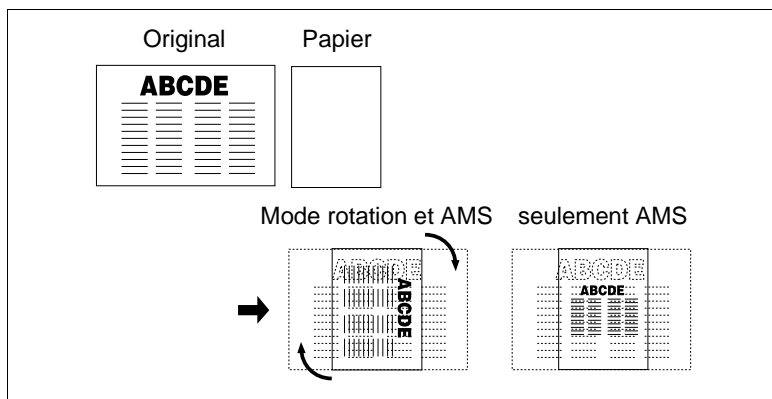 Original Papier
ABCDE
Mode rotation et AMS seulement AMS
ABCDE ABCDE
ABCDE ABCDE